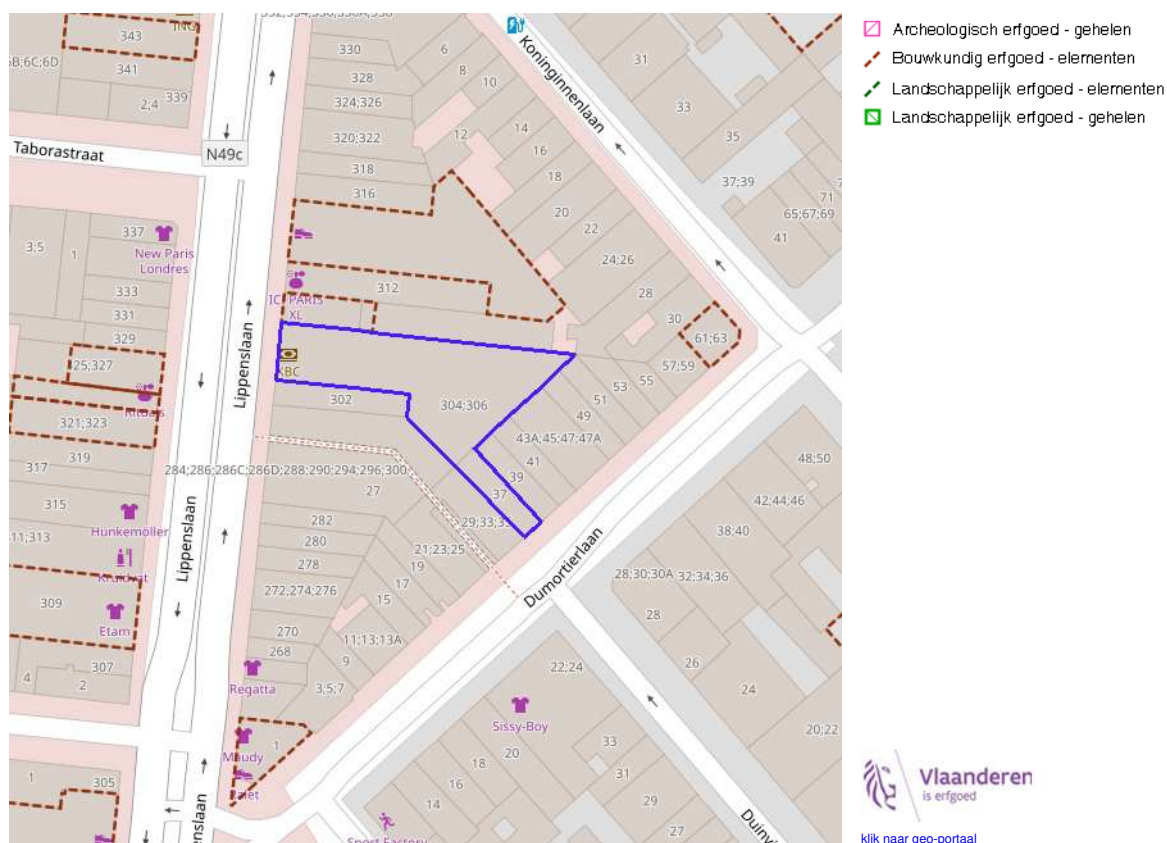 Archeologisch erfgoed - gehelen
Bouwkundig erfgoed - elementen
Landschappelijk erfgoed - elementen
Landschappelijk erfgoed - gehelen
ING
343
341
339
2;4
330
328
324;326
320;322
318
316
6
8
10
12
14
16
18
20
22
24;26
28
30
Koninginnenlaan
31
33
35
37;39
65;67;69
71
41
Taborastraat
N49c
3;5
1
337
New Paris
Londres
333
331
329
25;327
Rituals
321;323
319
317
315
Hunkemöller
Kruidvat
309
Etam
307
4
2
Lippenslaan
Lippenslaan
312
ICI PARIS
XL
KBC
302
304;306
61;63
57;59
55
53
51
49
43A;45;47;47A
41
39
37
29;33;3
284;286;286C;286D;288;290;294;296;300
27
282
280
278
272;274;276
270
268
21;23;25
19
17
15
11;13;13A
9
3;5;7
Regatta
1
Maudy
Dumortierlaan
48;50
42;44;46
38;40
28;30;30A
32;34;36
28
26
24
20;22
22;24
Sissy-Boy
20
18
16
14
33
31
29
27
1
305
Sport Factory
Vlaanderen
is erfgoed
klik naar geo-portaal